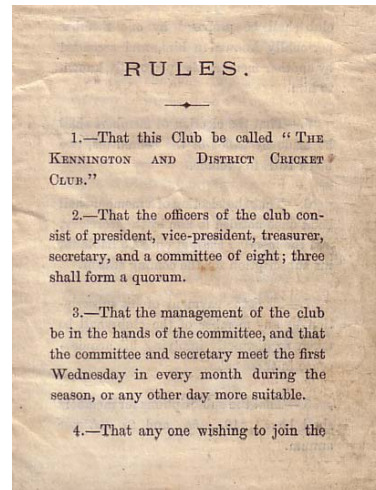 RULES.
1.—That this Club be called “ THE
KENNINGTON AND DISTRICT CRICKET
CLUB.”
2.—That the officers of the club con-
sist of president, vice-president, treasurer,
secretary, and a committee of eight ; three
shall form a quorum.
3.—That the management of the club
be in the hands of the committee, and that
the committee and secretary meet the first
Wednesday in every month during the
season, or any other day more suitable.
4.—That any one wishing to join the